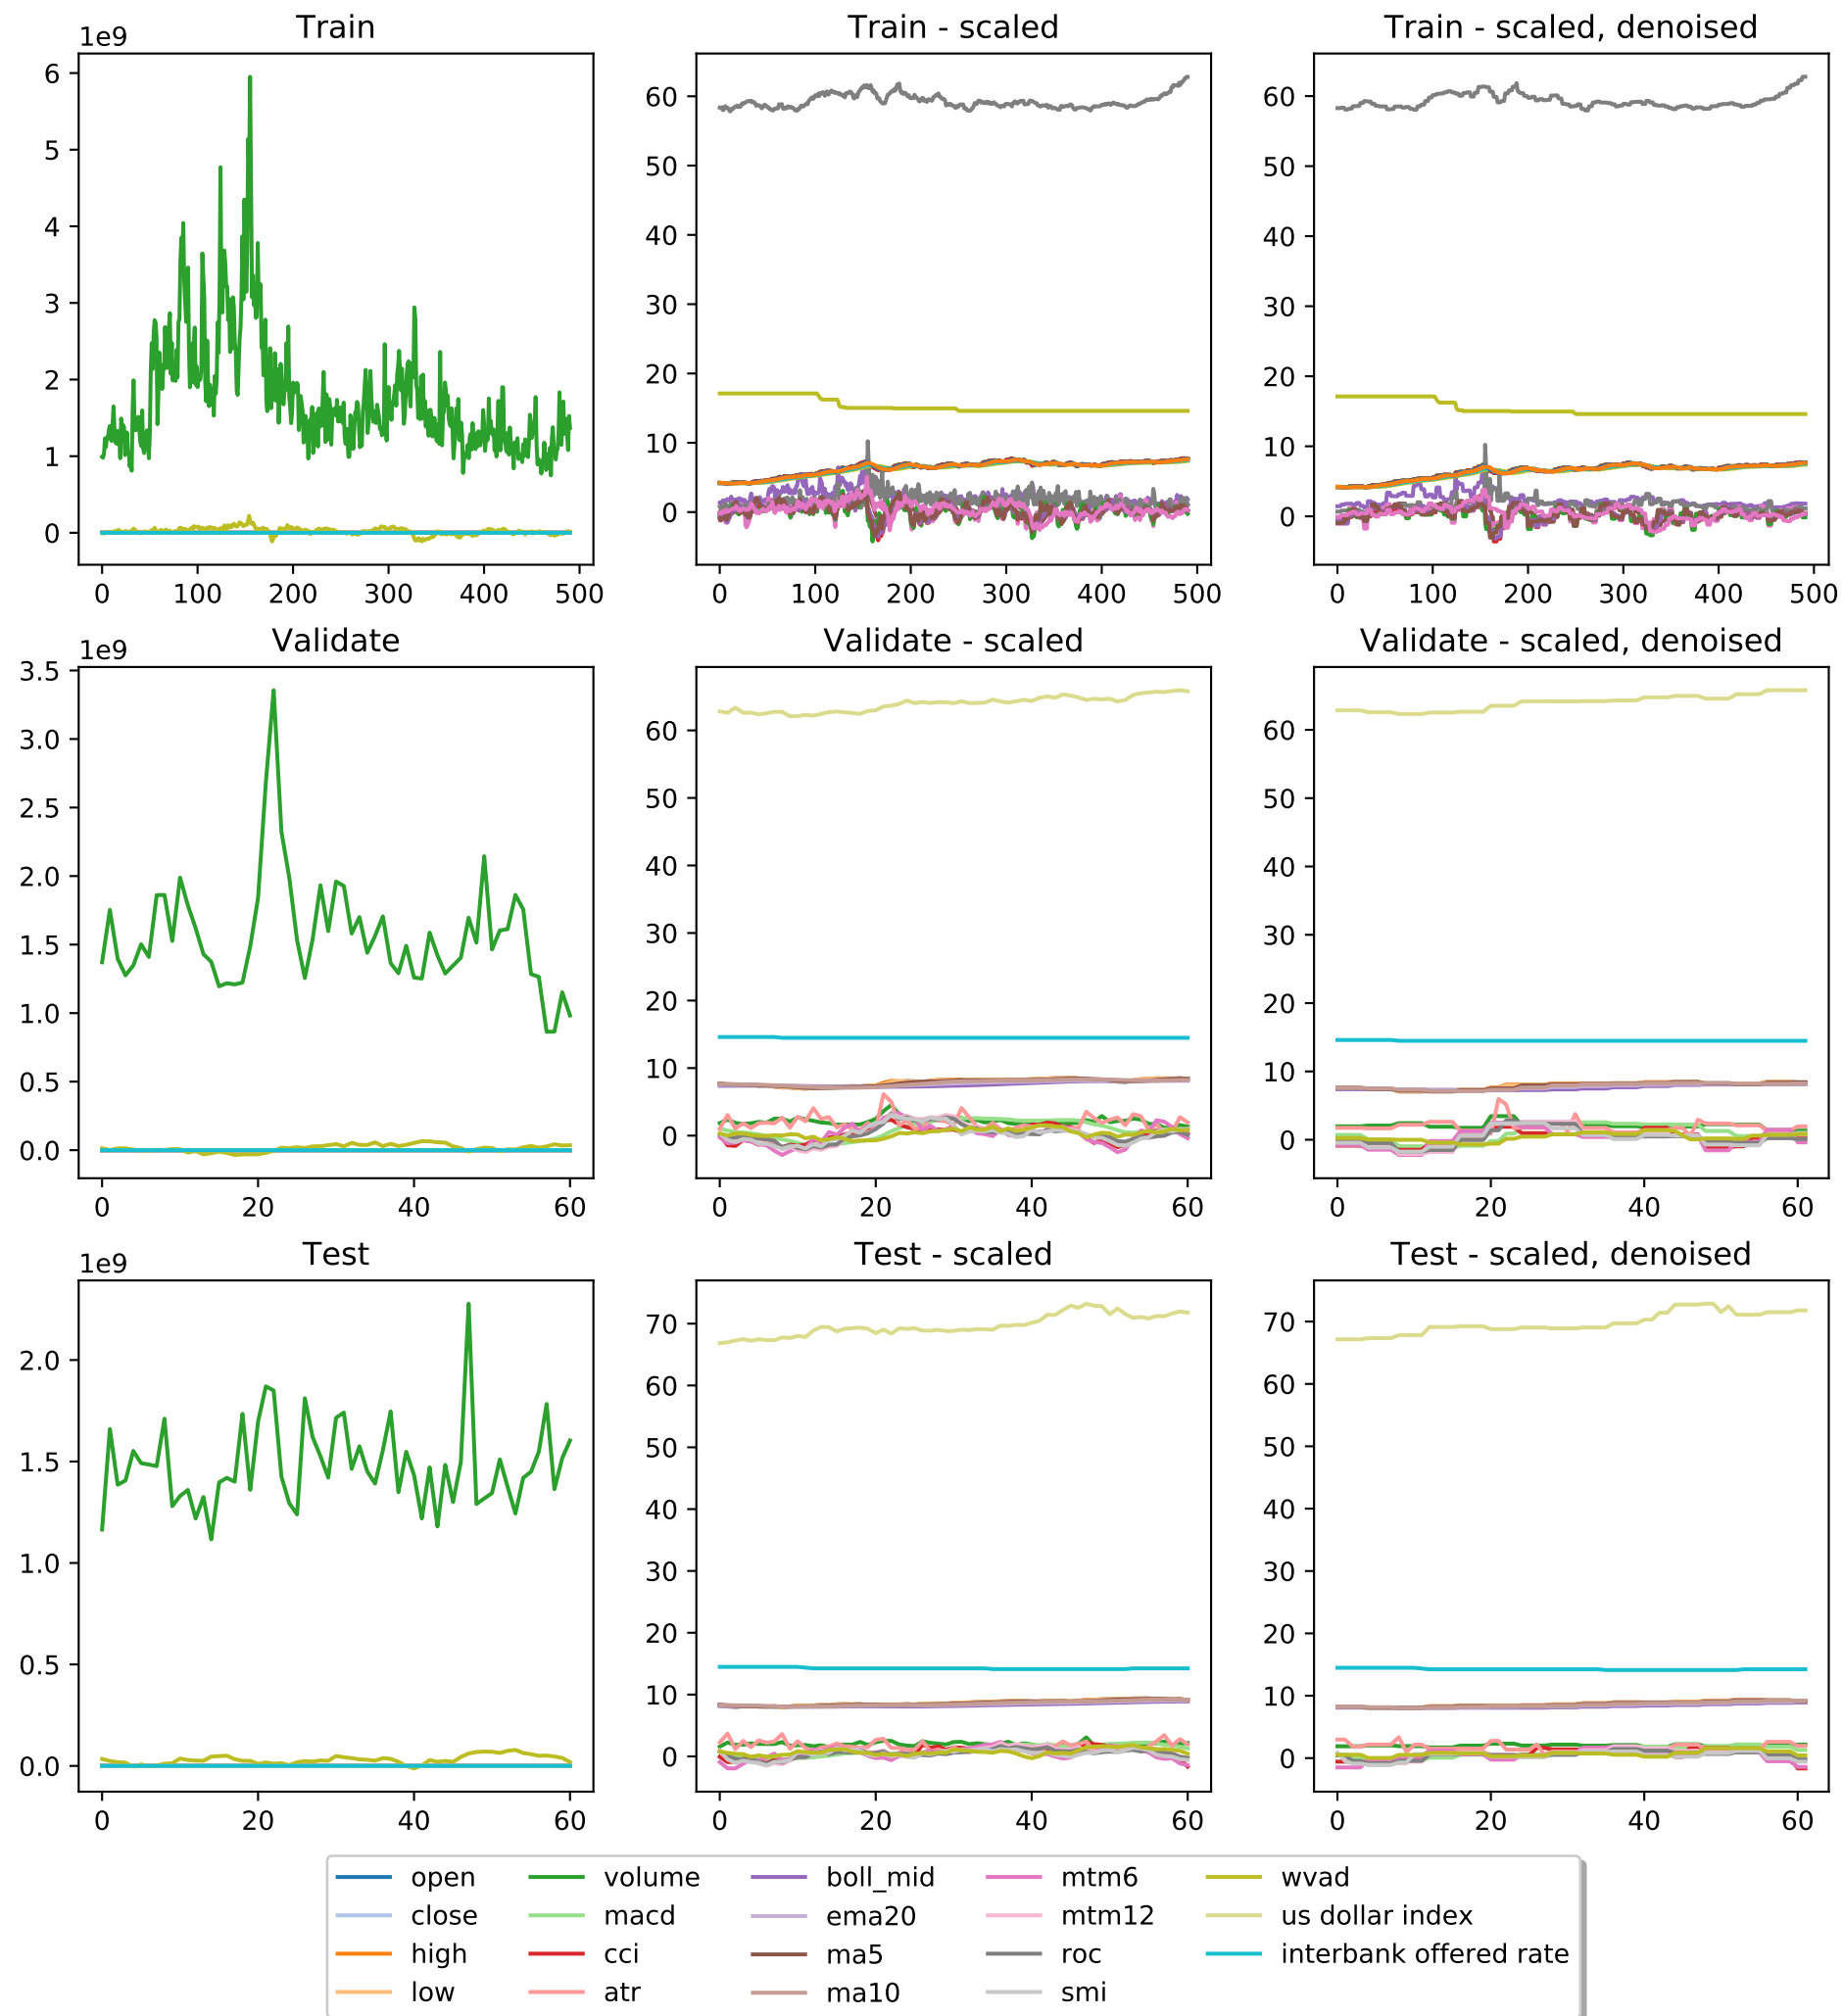 Train
Train - scaled
Train - scaled, denoised
1e9
6
5
4
3
2
1
0
0 100 200 300 400 500
60
50
40
30
20
10
0
0 100 200 300 400 500
60
50
40
30
20
10
0
0 100 200 300 400 500
Validate
Validate - scaled
Validate - scaled, denoised
1e9
3.5
3.0
2.5
2.0
1.5
1.0
0.5
0.0
0 20 40 60
60
50
40
30
20
10
0
0 20 40 60
60
50
40
30
20
10
0
0 20 40 60
Test
Test - scaled
Test - scaled, denoised
1e9
2.0
1.5
1.0
0.5
0.0
0 20 40 60
70
60
50
40
30
20
10
0
0 20 40 60
70
60
50
40
30
20
10
0
0 20 40 60
open
close
high
low
volume
macd
cci
atr
boll_mid
ema20
ma5
ma10
mtm6
mtm12
roc
smi
wvad
us dollar index
interbank offered rate